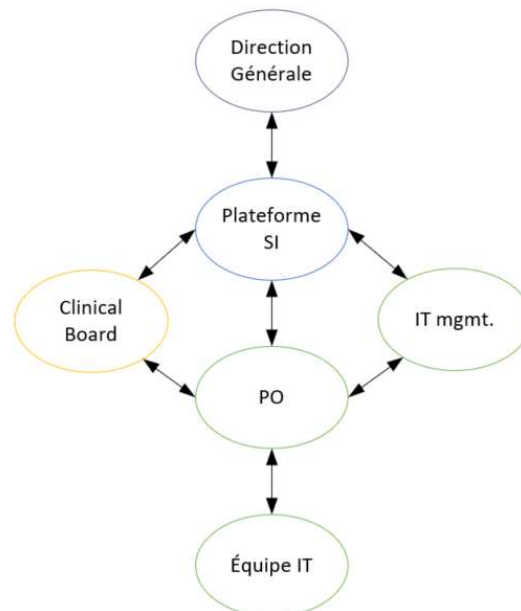 Direction
Générale
Plateforme
SI
Clinical
Board
IT mgmt.
PO
Équipe IT